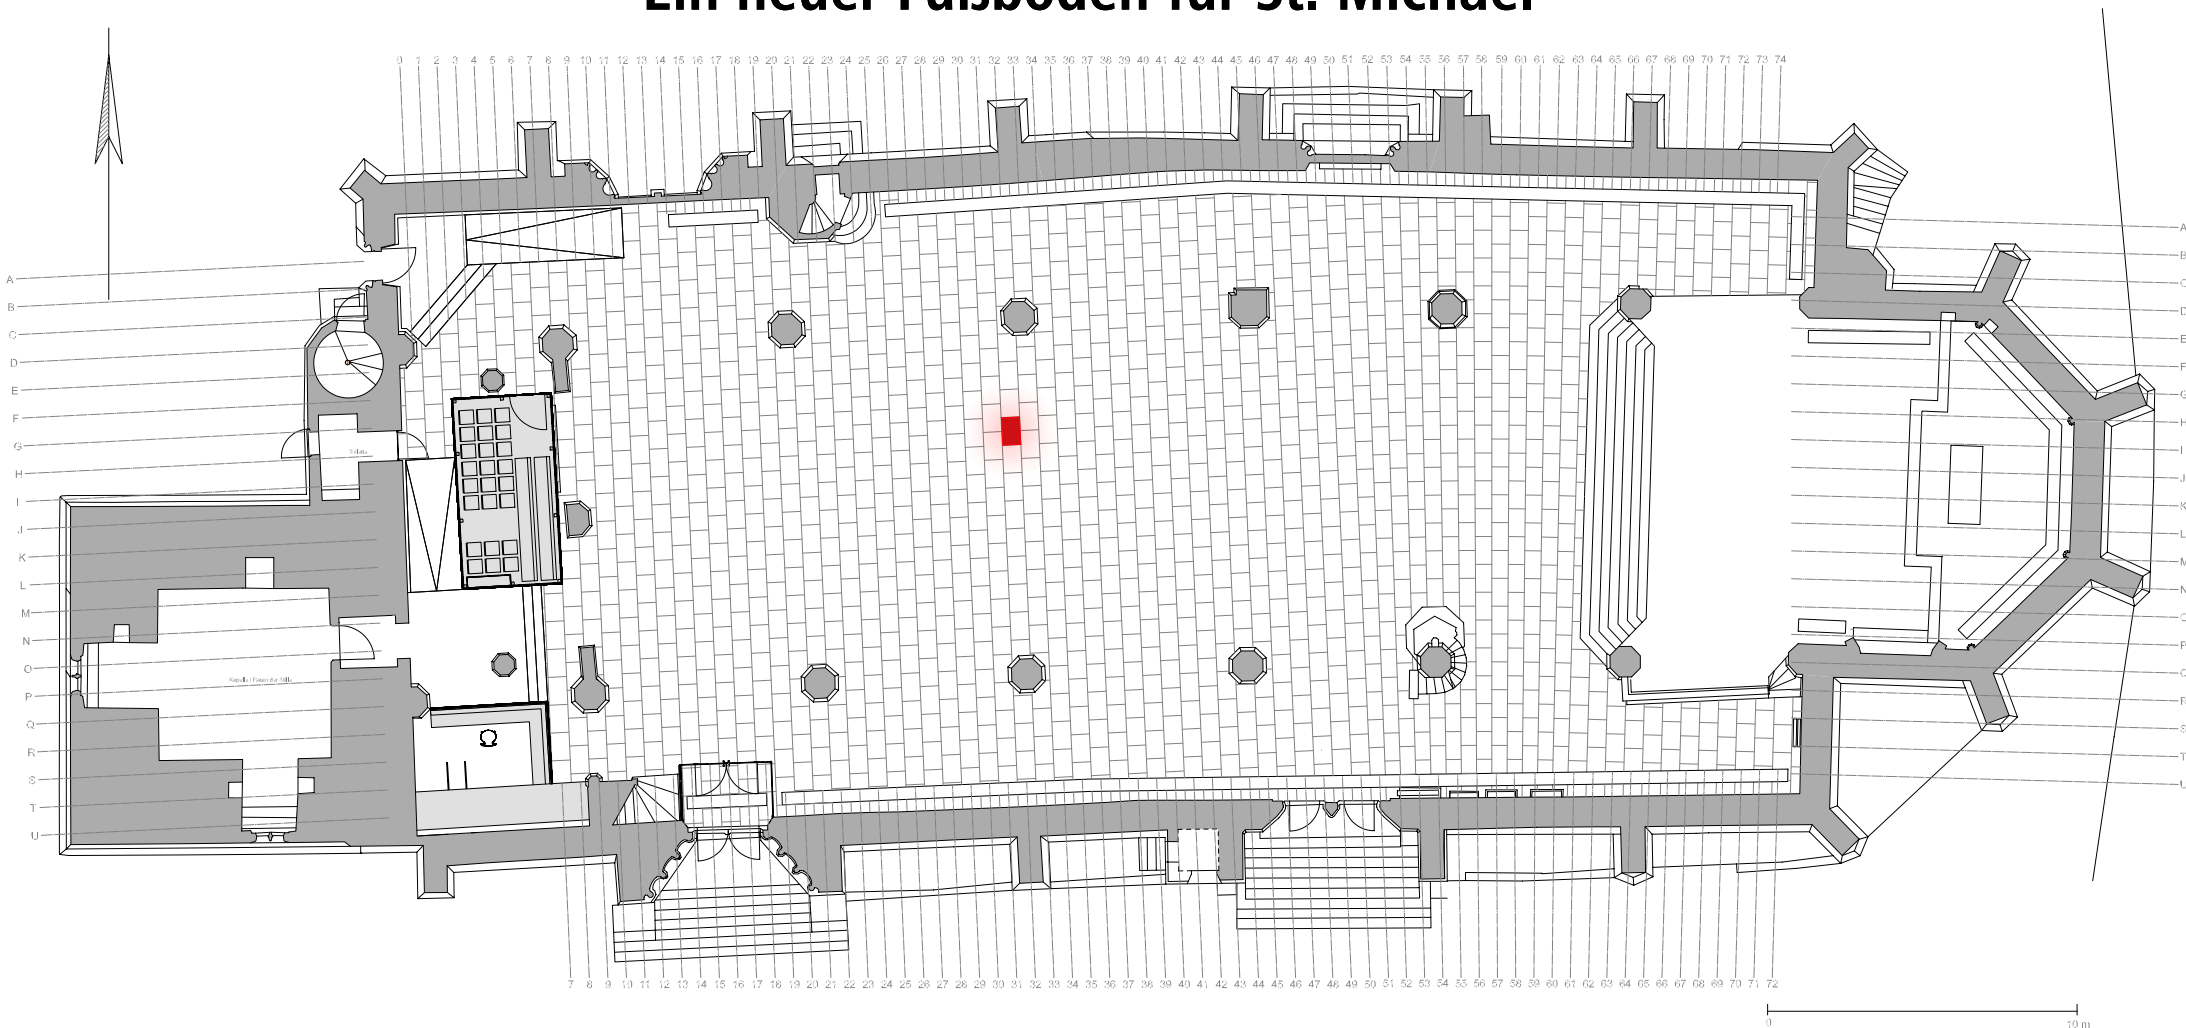 Ein neuer Fußboden für St. Michael
0 1 2 3 4 5 6 7 8 9 10 11 12 13 14 15 16 17 18 19 20 21 22 23 24 25 26 27 28 29 30 31 32 33 34 35 36 37 38 39 40 41 42 43 44 45 46 47 48 49 50 51 52 53 54 55 56 57 58 59 60 61 62 63 64 65 66 67 68 69 70 71 72 73 74
A
B
C
D
E
F
G
H
I
J
K
L
M
N
O
P
Q
R
S
T
U
Kapelle / Raum der Stille
A
B
C
D
E
F
G
H
I
J
K
L
M
N
O
P
Q
R
S
T
U
7 8 9 10 11 12 13 14 15 16 17 18 19 20 21 22 23 24 25 26 27 28 29 30 31 32 33 34 35 36 37 38 39 40 41 42 43 44 45 46 47 48 49 50 51 52 53 54 55 56 57 58 59 60 61 62 63 64 65 66 67 68 69 70 71 72
0 10 m